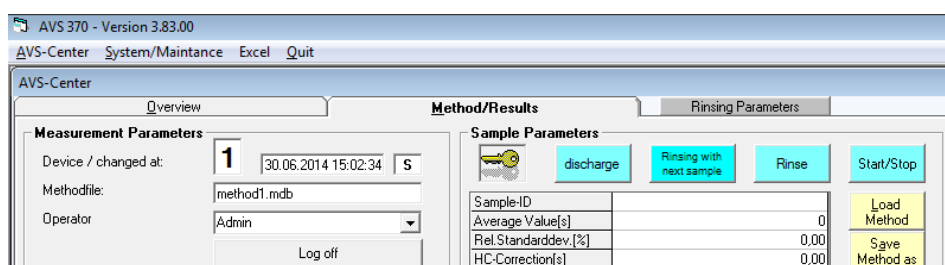 AVS 370 - Version 3.83.00
AVS-Center System/Maintance Excel Quit
AVS-Center
Overview Method/Results Rinsing Parameters
Measurement Parameters
Device / changed at: 1 30.06.2014 15:02:34 S
Methodfile: method1.mdb
Operator Admin
Log off
Sample Parameters
discharge Rinsing with next sample Rinse Start/Stop
Sample-ID
Average Value[s] 0
Rel.Standarddev.[%] 0,00
HC-Correction[s] 0,00
Load Method
Save Method as